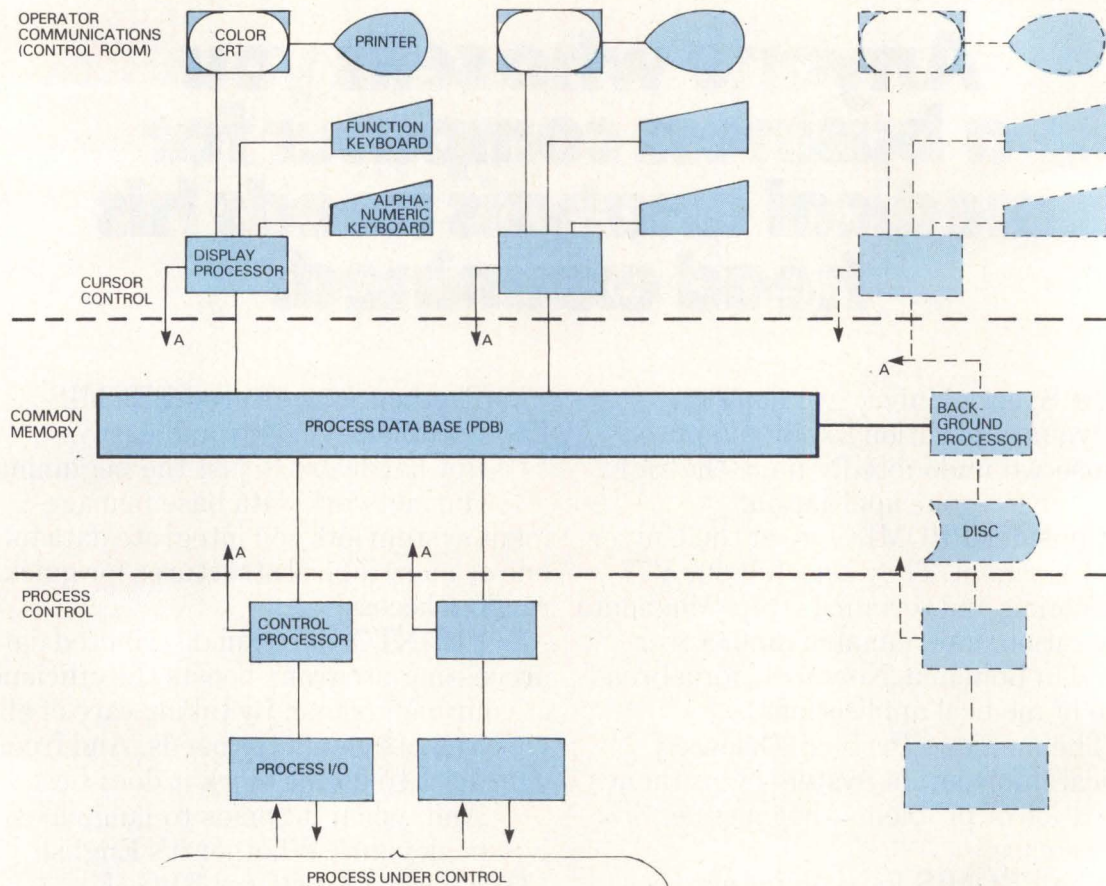 OPERATOR
COMMUNICATIONS
(CONTROL ROOM)
COLOR
CRT
PRINTER
FUNCTION
KEYBOARD
ALPHA-
NUMERIC
KEYBOARD
DISPLAY
PROCESSOR
CURSOR
CONTROL
A
A
A
COMMON
MEMORY
PROCESS DATA BASE (PDB)
BACK-
GROUND
PROCESSOR
DISC
A
A
PROCESS
CONTROL
CONTROL
PROCESSOR
PROCESS I/O
PROCESS UNDER CONTROL